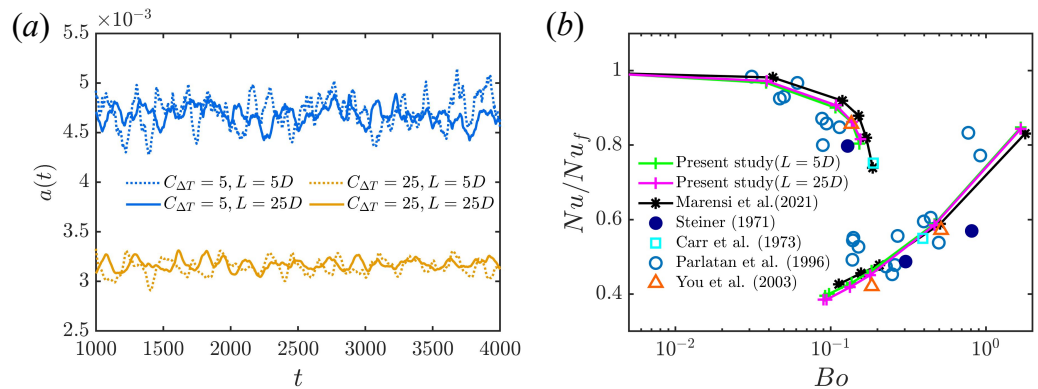 (a)
×10⁻³
5.5
5
4.5
4
3.5
3
2.5
a(t)
C_ΔT = 5, L = 5D
C_ΔT = 25, L = 5D
C_ΔT = 5, L = 25D
C_ΔT = 25, L = 25D
1000 1500 2000 2500 3000 3500 4000
t
(b)
1
0.8
0.6
0.4
Nu/Nu_f
Present study(L = 5D)
Present study(L = 25D)
Marensi et al.(2021)
Steiner (1971)
Carr et al. (1973)
Parlatan et al. (1996)
You et al. (2003)
10⁻² 10⁻¹ 10⁰
Bo